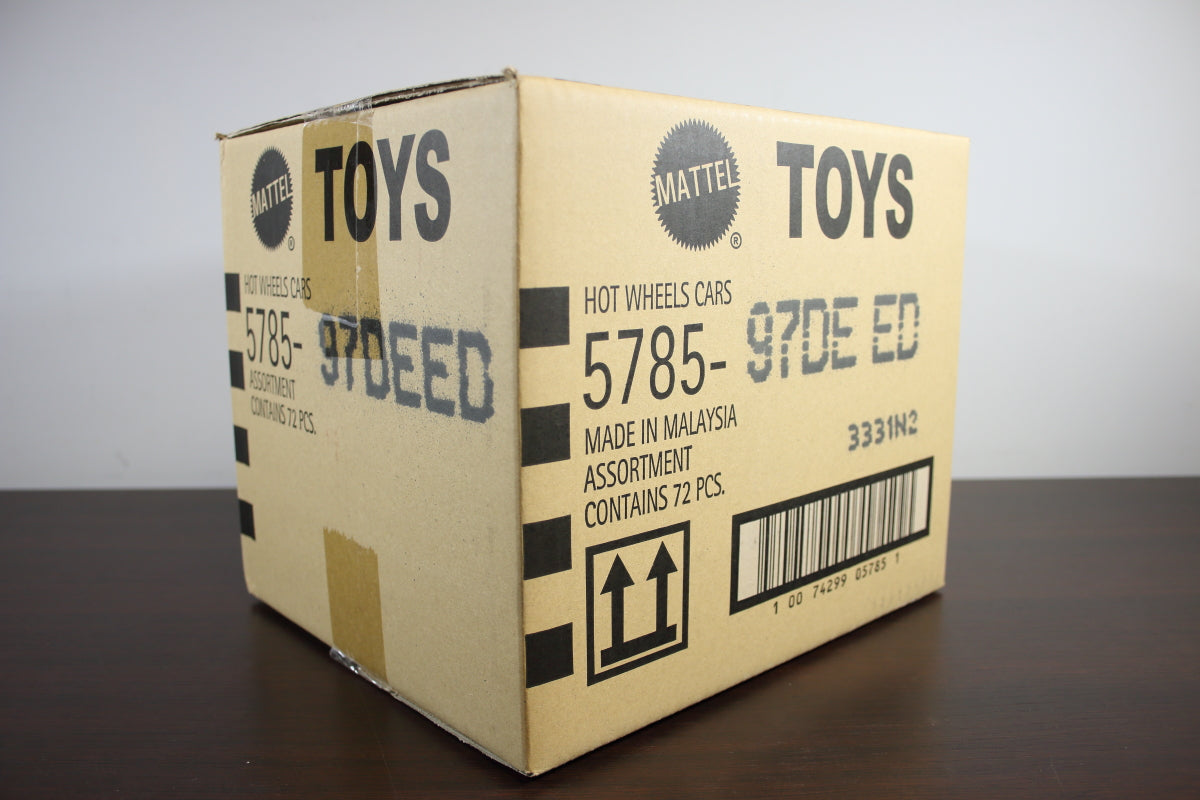 MATTEL
®
TOYS
HOT WHEELS CARS
5785-
97DEED
ASSORTMENT
CONTAINS 72 PCS.
MATTEL
®
TOYS
HOT WHEELS CARS
5785-
97DE ED
MADE IN MALAYSIA
3331N2
ASSORTMENT
CONTAINS 72 PCS.
1 00 74299 05785 1